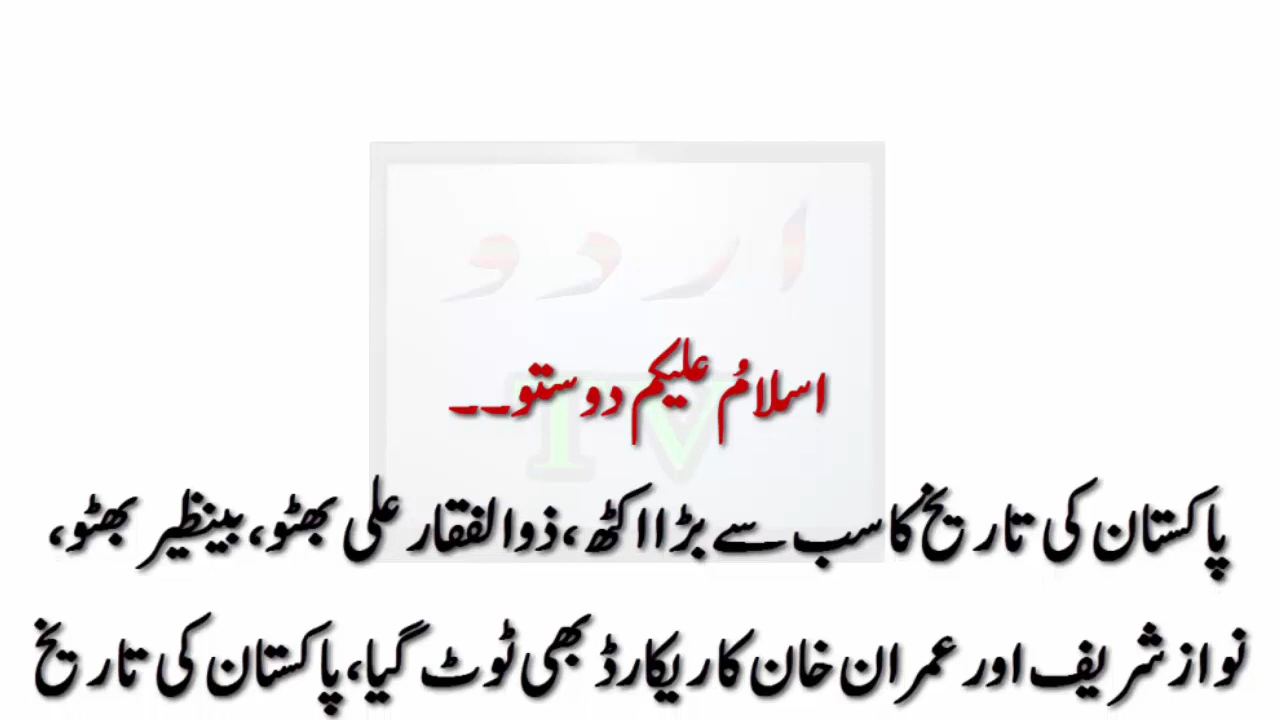 اردو
اسلامُ علیکم دوستو۔۔
TV
پاکستان کی تاریخ کا سب سے بڑا اکٹھ، ذوالفقار علی بھٹو، بینظیر بھٹو،
نواز شریف اور عمران خان کا ریکارڈ بھی ٹوٹ گیا، پاکستان کی تاریخ